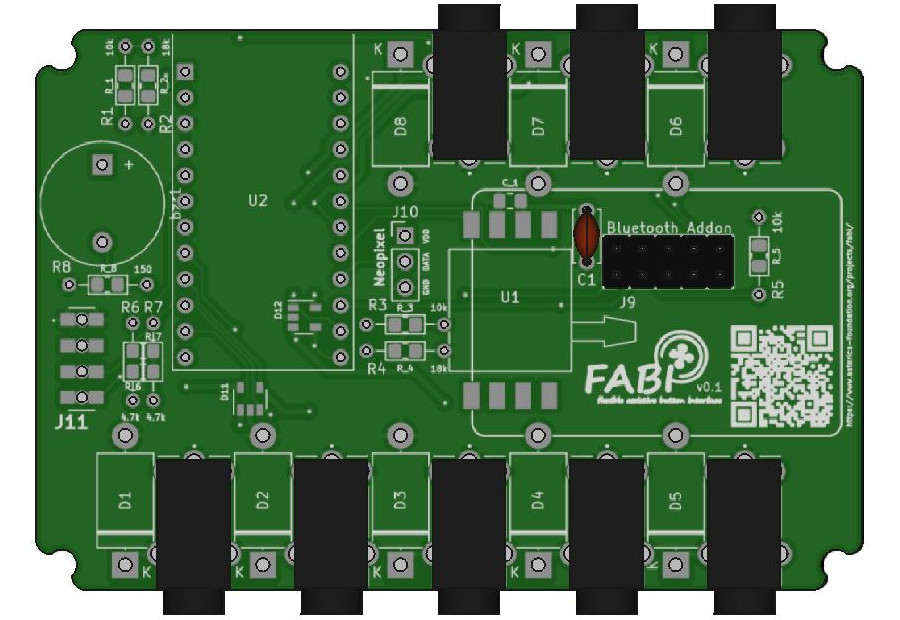 10k
18k
R_1
R_2
R1
R2
K
K
K
D8
D7
D6
+
U2
C_1
J10
Neopixel
VDD
DATA
GND
Bluetooth Addon
C1
J9
10k
R_5
R5
R8
R_8
150
R6
R7
R16
R17
4.7k
4.7k
J11
D12
D11
R3
R_3
10k
R4
R_4
18k
U1
FABI
v0.1
flexible assistive button interface
https://www.asterics-foundation.org/projects/fabi/
D1
D2
D3
D4
D5
K
K
K
K
K